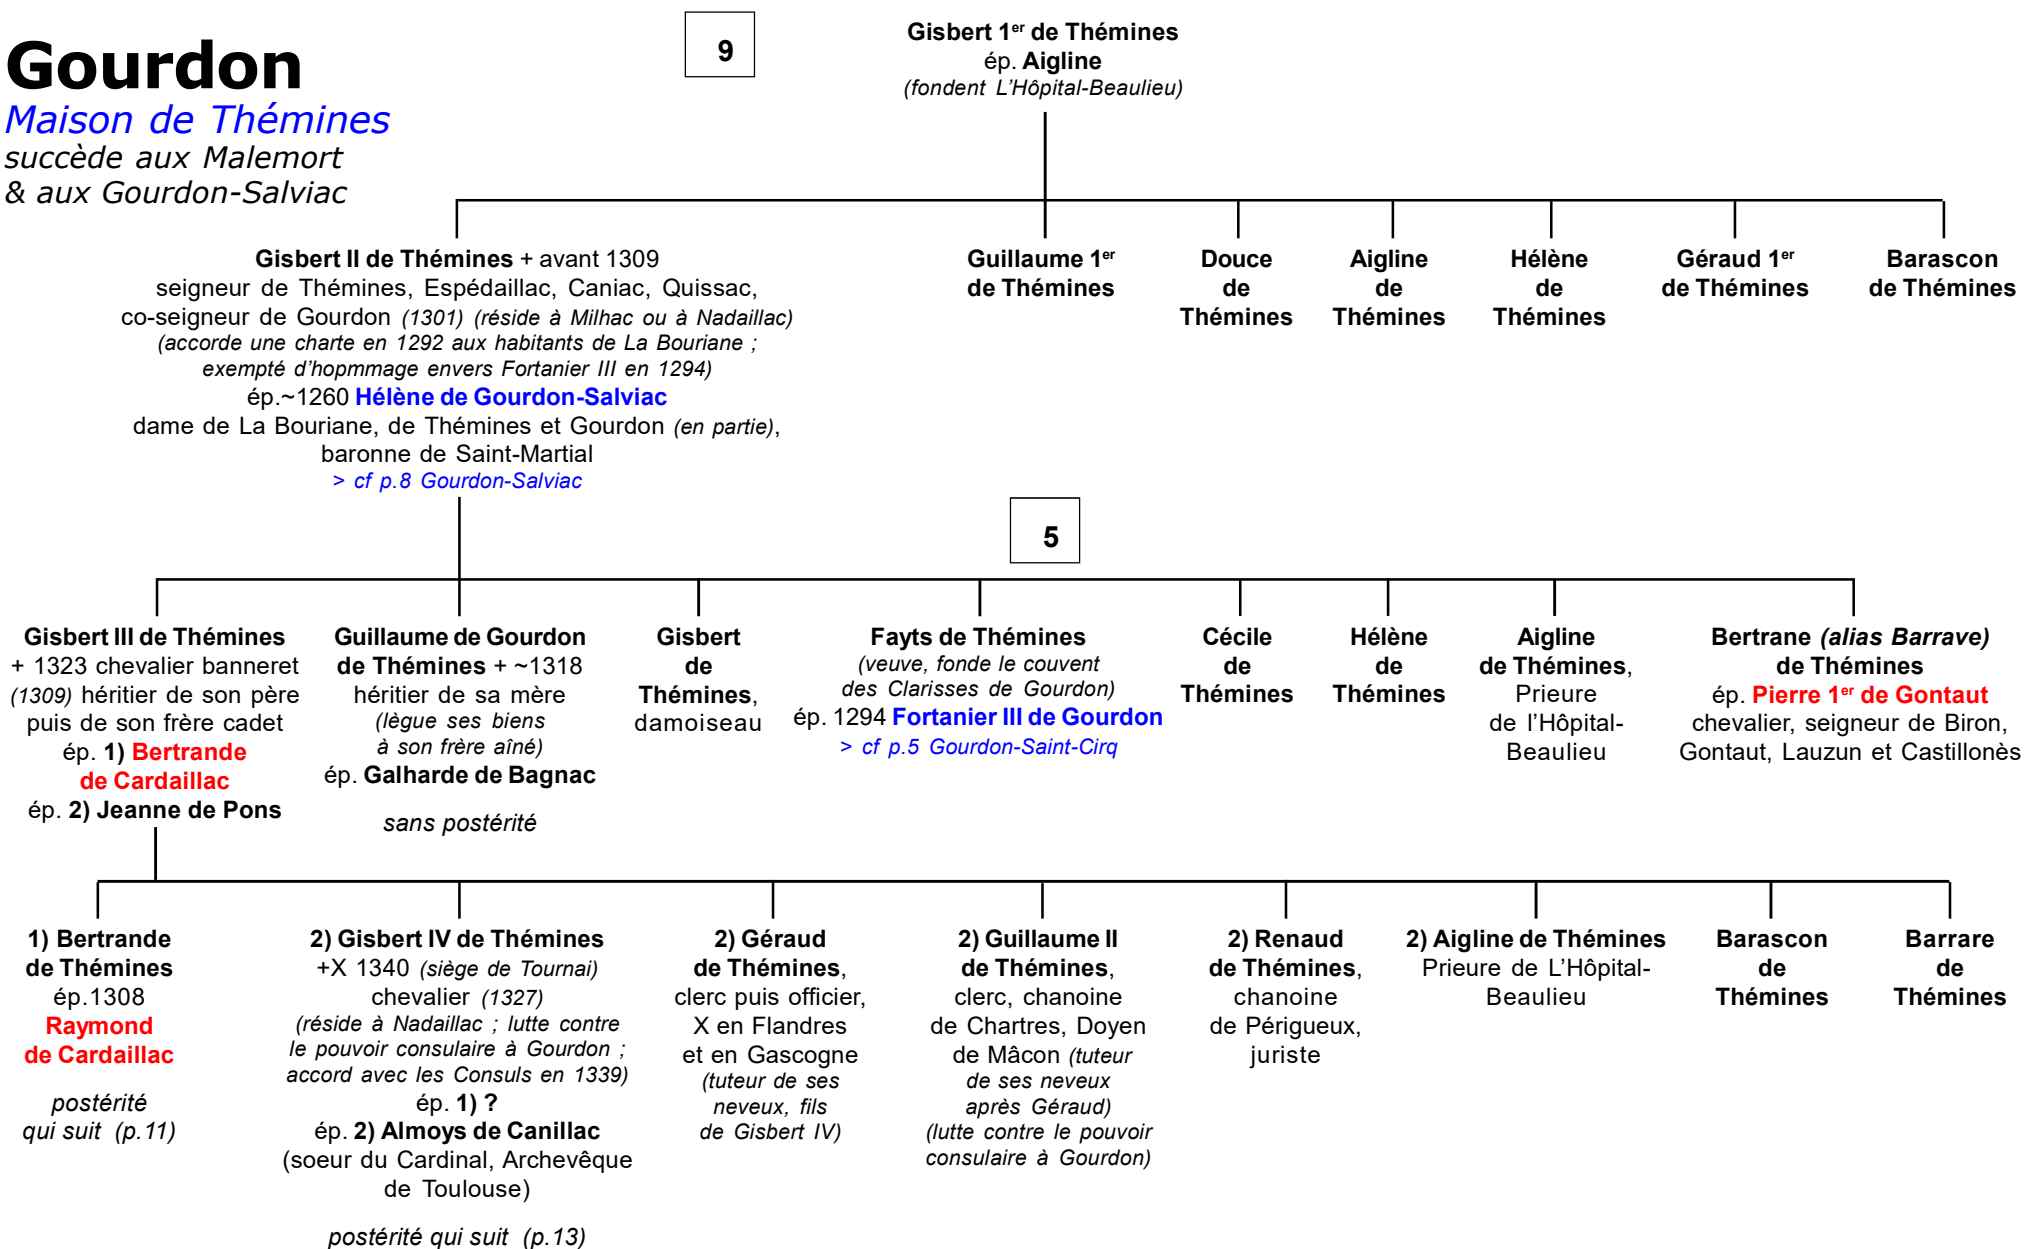 Gourdon
Maison de Thémines
succède aux Malemort
& aux Gourdon-Salviac
9
Gisbert 1er de Thémines
ép. Aigline
(fondent L'Hôpital-Beaulieu)
Gisbert II de Thémines + avant 1309
seigneur de Thémines, Espédaillac, Caniac, Quissac,
co-seigneur de Gourdon (1301) (réside à Milhac ou à Nadaillac)
(accorde une charte en 1292 aux habitants de La Bouriane ;
exempté d'hopmmage envers Fortanier III en 1294)
ép.~1260 Hélène de Gourdon-Salviac
dame de La Bouriane, de Thémines et Gourdon (en partie),
baronne de Saint-Martial
> cf p.8 Gourdon-Salviac
Guillaume 1er
de Thémines
Douce
de
Thémines
Aigline
de
Thémines
Hélène
de
Thémines
Géraud 1er
de Thémines
Barascon
de Thémines
5
Gisbert III de Thémines
+ 1323 chevalier banneret
(1309) héritier de son père
puis de son frère cadet
ép. 1) Bertrande
de Cardaillac
ép. 2) Jeanne de Pons
Guillaume de Gourdon
de Thémines + ~1318
héritier de sa mère
(lègue ses biens
à son frère aîné)
ép. Galharde de Bagnac
sans postérité
Gisbert
de
Thémines,
damoiseau
Fayts de Thémines
(veuve, fonde le couvent
des Clarisses de Gourdon)
ép. 1294 Fortanier III de Gourdon
> cf p.5 Gourdon-Saint-Cirq
Cécile
de
Thémines
Hélène
de
Thémines
Aigline
de Thémines,
Prieure
de l'Hôpital-
Beaulieu
Bertrane (alias Barrave)
de Thémines
ép. Pierre 1er de Gontaut
chevalier, seigneur de Biron,
Gontaut, Lauzun et Castillonès
1) Bertrande
de Thémines
ép.1308
Raymond
de Cardaillac
postérité
qui suit (p.11)
2) Gisbert IV de Thémines
+X 1340 (siège de Tournai)
chevalier (1327)
(réside à Nadaillac ; lutte contre
le pouvoir consulaire à Gourdon ;
accord avec les Consuls en 1339)
ép. 1) ?
ép. 2) Almoys de Canillac
(soeur du Cardinal, Archevêque
de Toulouse)
postérité qui suit (p.13)
2) Géraud
de Thémines,
clerc puis officier,
X en Flandres
et en Gascogne
(tuteur de ses
neveux, fils
de Gisbert IV)
2) Guillaume II
de Thémines,
clerc, chanoine
de Chartres, Doyen
de Mâcon (tuteur
de ses neveux
après Géraud)
(lutte contre le pouvoir
consulaire à Gourdon)
2) Renaud
de Thémines,
chanoine
de Périgueux,
juriste
2) Aigline de Thémines
Prieure de L'Hôpital-
Beaulieu
Barascon
de
Thémines
Barrare
de
Thémines